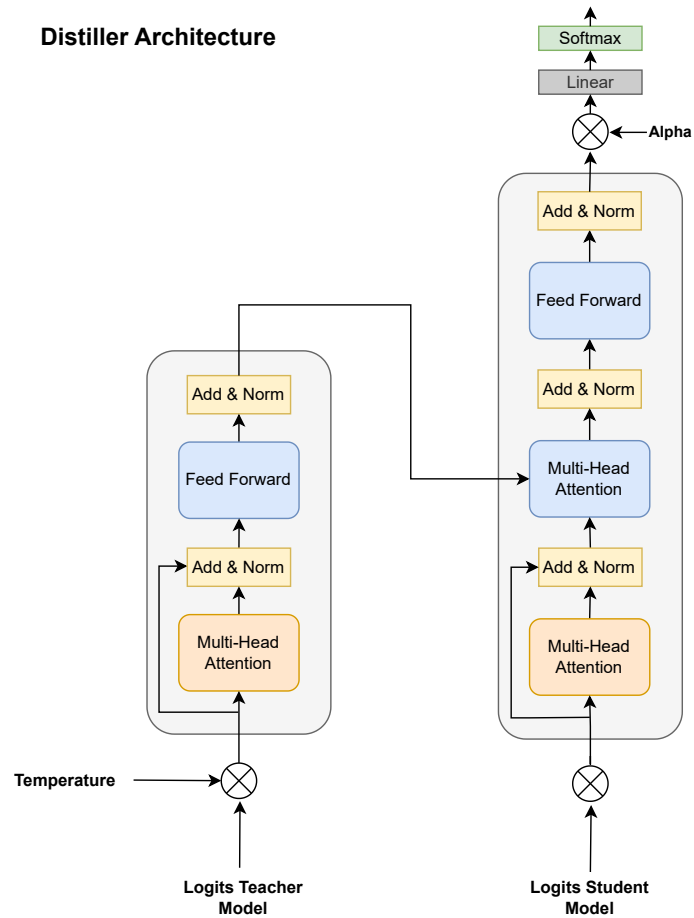 Distiller Architecture
Softmax
Linear
Alpha
Add & Norm
Feed Forward
Add & Norm
Multi-Head
Attention
Add & Norm
Multi-Head
Attention
Add & Norm
Feed Forward
Add & Norm
Multi-Head
Attention
Temperature
Logits Teacher
Model
Logits Student
Model